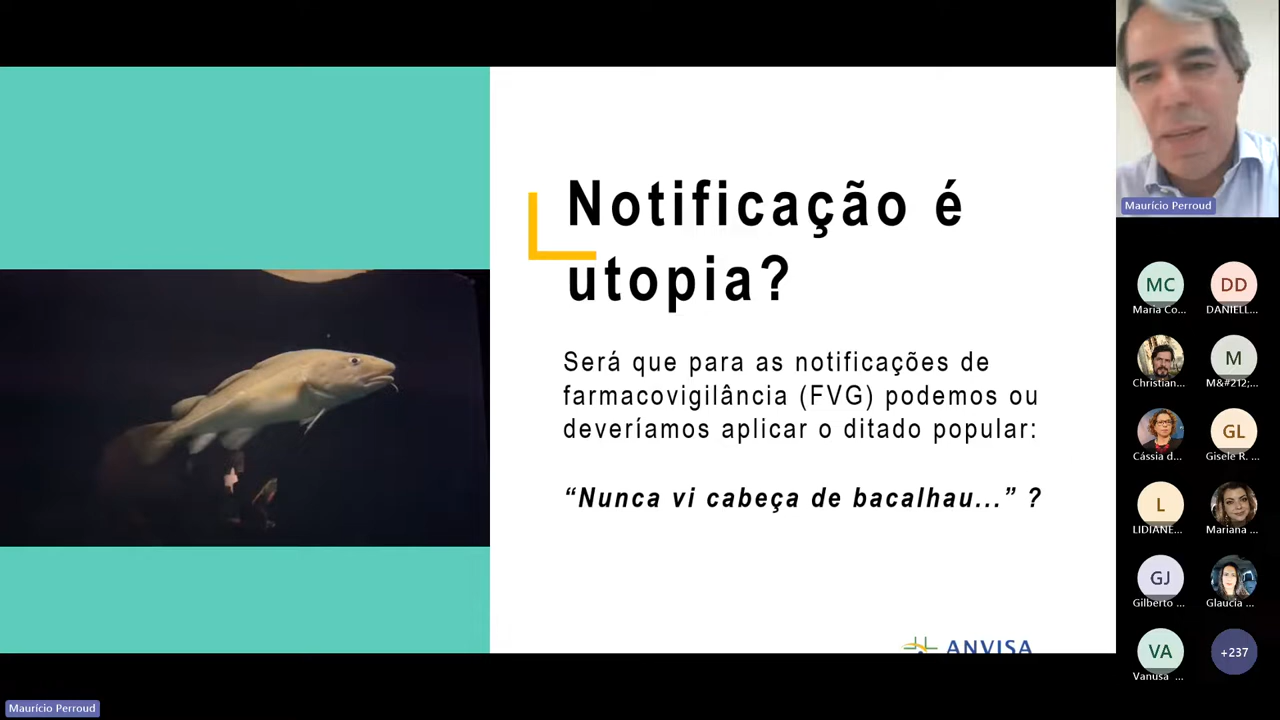 Notificação é
utopia?
Será que para as notificações de
farmacovigilância (FVG) podemos ou
deveríamos aplicar o ditado popular:
“Nunca vi cabeça de bacalhau...” ?
ANVISA
Maurício Perroud
MC
Maria Co...
DD
DANIELL...
Christian...
M
M&#212;...
Cássia d...
GL
Gisele R. ...
L
LIDIANE...
Mariana ...
GJ
Gilberto ...
Glaucia ...
VA
Vanusa ...
+237
Maurício Perroud